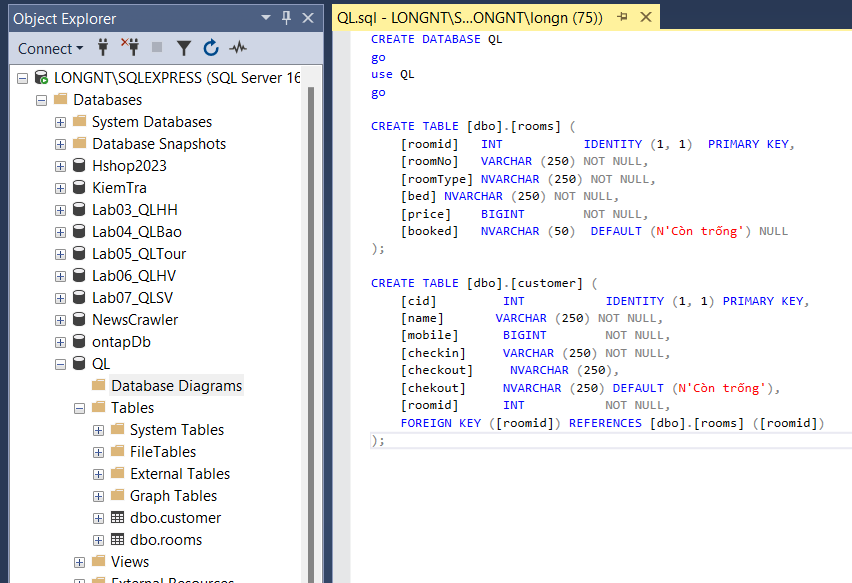 Object Explorer
Connect
LONGNT\SQLEXPRESS (SQL Server 16
Databases
System Databases
Database Snapshots
Hshop2023
KiemTra
Lab03_QLHH
Lab04_QLBao
Lab05_QLTour
Lab06_QLHV
Lab07_QLSV
NewsCrawler
ontapDb
QL
Database Diagrams
Tables
System Tables
FileTables
External Tables
Graph Tables
dbo.customer
dbo.rooms
Views
External Resources
QL.sql - LONGNT\S...ONGNT\longn (75))
CREATE DATABASE QL
go
use QL
go
CREATE TABLE [dbo].[rooms] (
[roomid] INT IDENTITY (1, 1) PRIMARY KEY,
[roomNo] VARCHAR (250) NOT NULL,
[roomType] NVARCHAR (250) NOT NULL,
[bed] NVARCHAR (250) NOT NULL,
[price] BIGINT NOT NULL,
[booked] NVARCHAR (50) DEFAULT (N'Còn trống') NULL
);
CREATE TABLE [dbo].[customer] (
[cid] INT IDENTITY (1, 1) PRIMARY KEY,
[name] VARCHAR (250) NOT NULL,
[mobile] BIGINT NOT NULL,
[checkin] VARCHAR (250) NOT NULL,
[checkout] NVARCHAR (250),
[chekout] NVARCHAR (250) DEFAULT (N'Còn trống'),
[roomid] INT NOT NULL,
FOREIGN KEY ([roomid]) REFERENCES [dbo].[rooms] ([roomid])
);